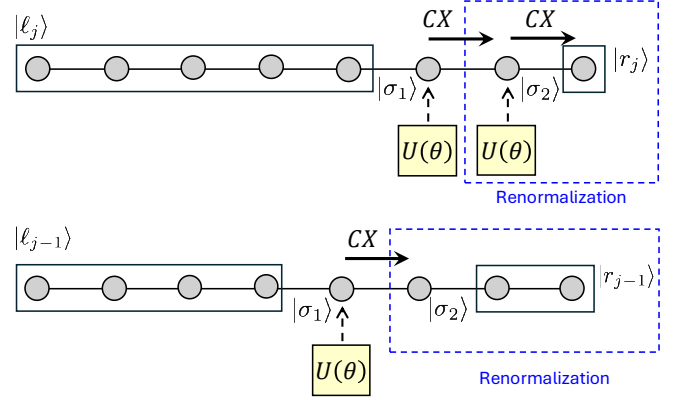 |ℓ_j⟩
CX CX
|r_j⟩
|σ_1⟩ |σ_2⟩
U(θ) U(θ)
Renormalization
|ℓ_{j−1}⟩
CX
|r_{j−1}⟩
|σ_1⟩ |σ_2⟩
U(θ)
Renormalization